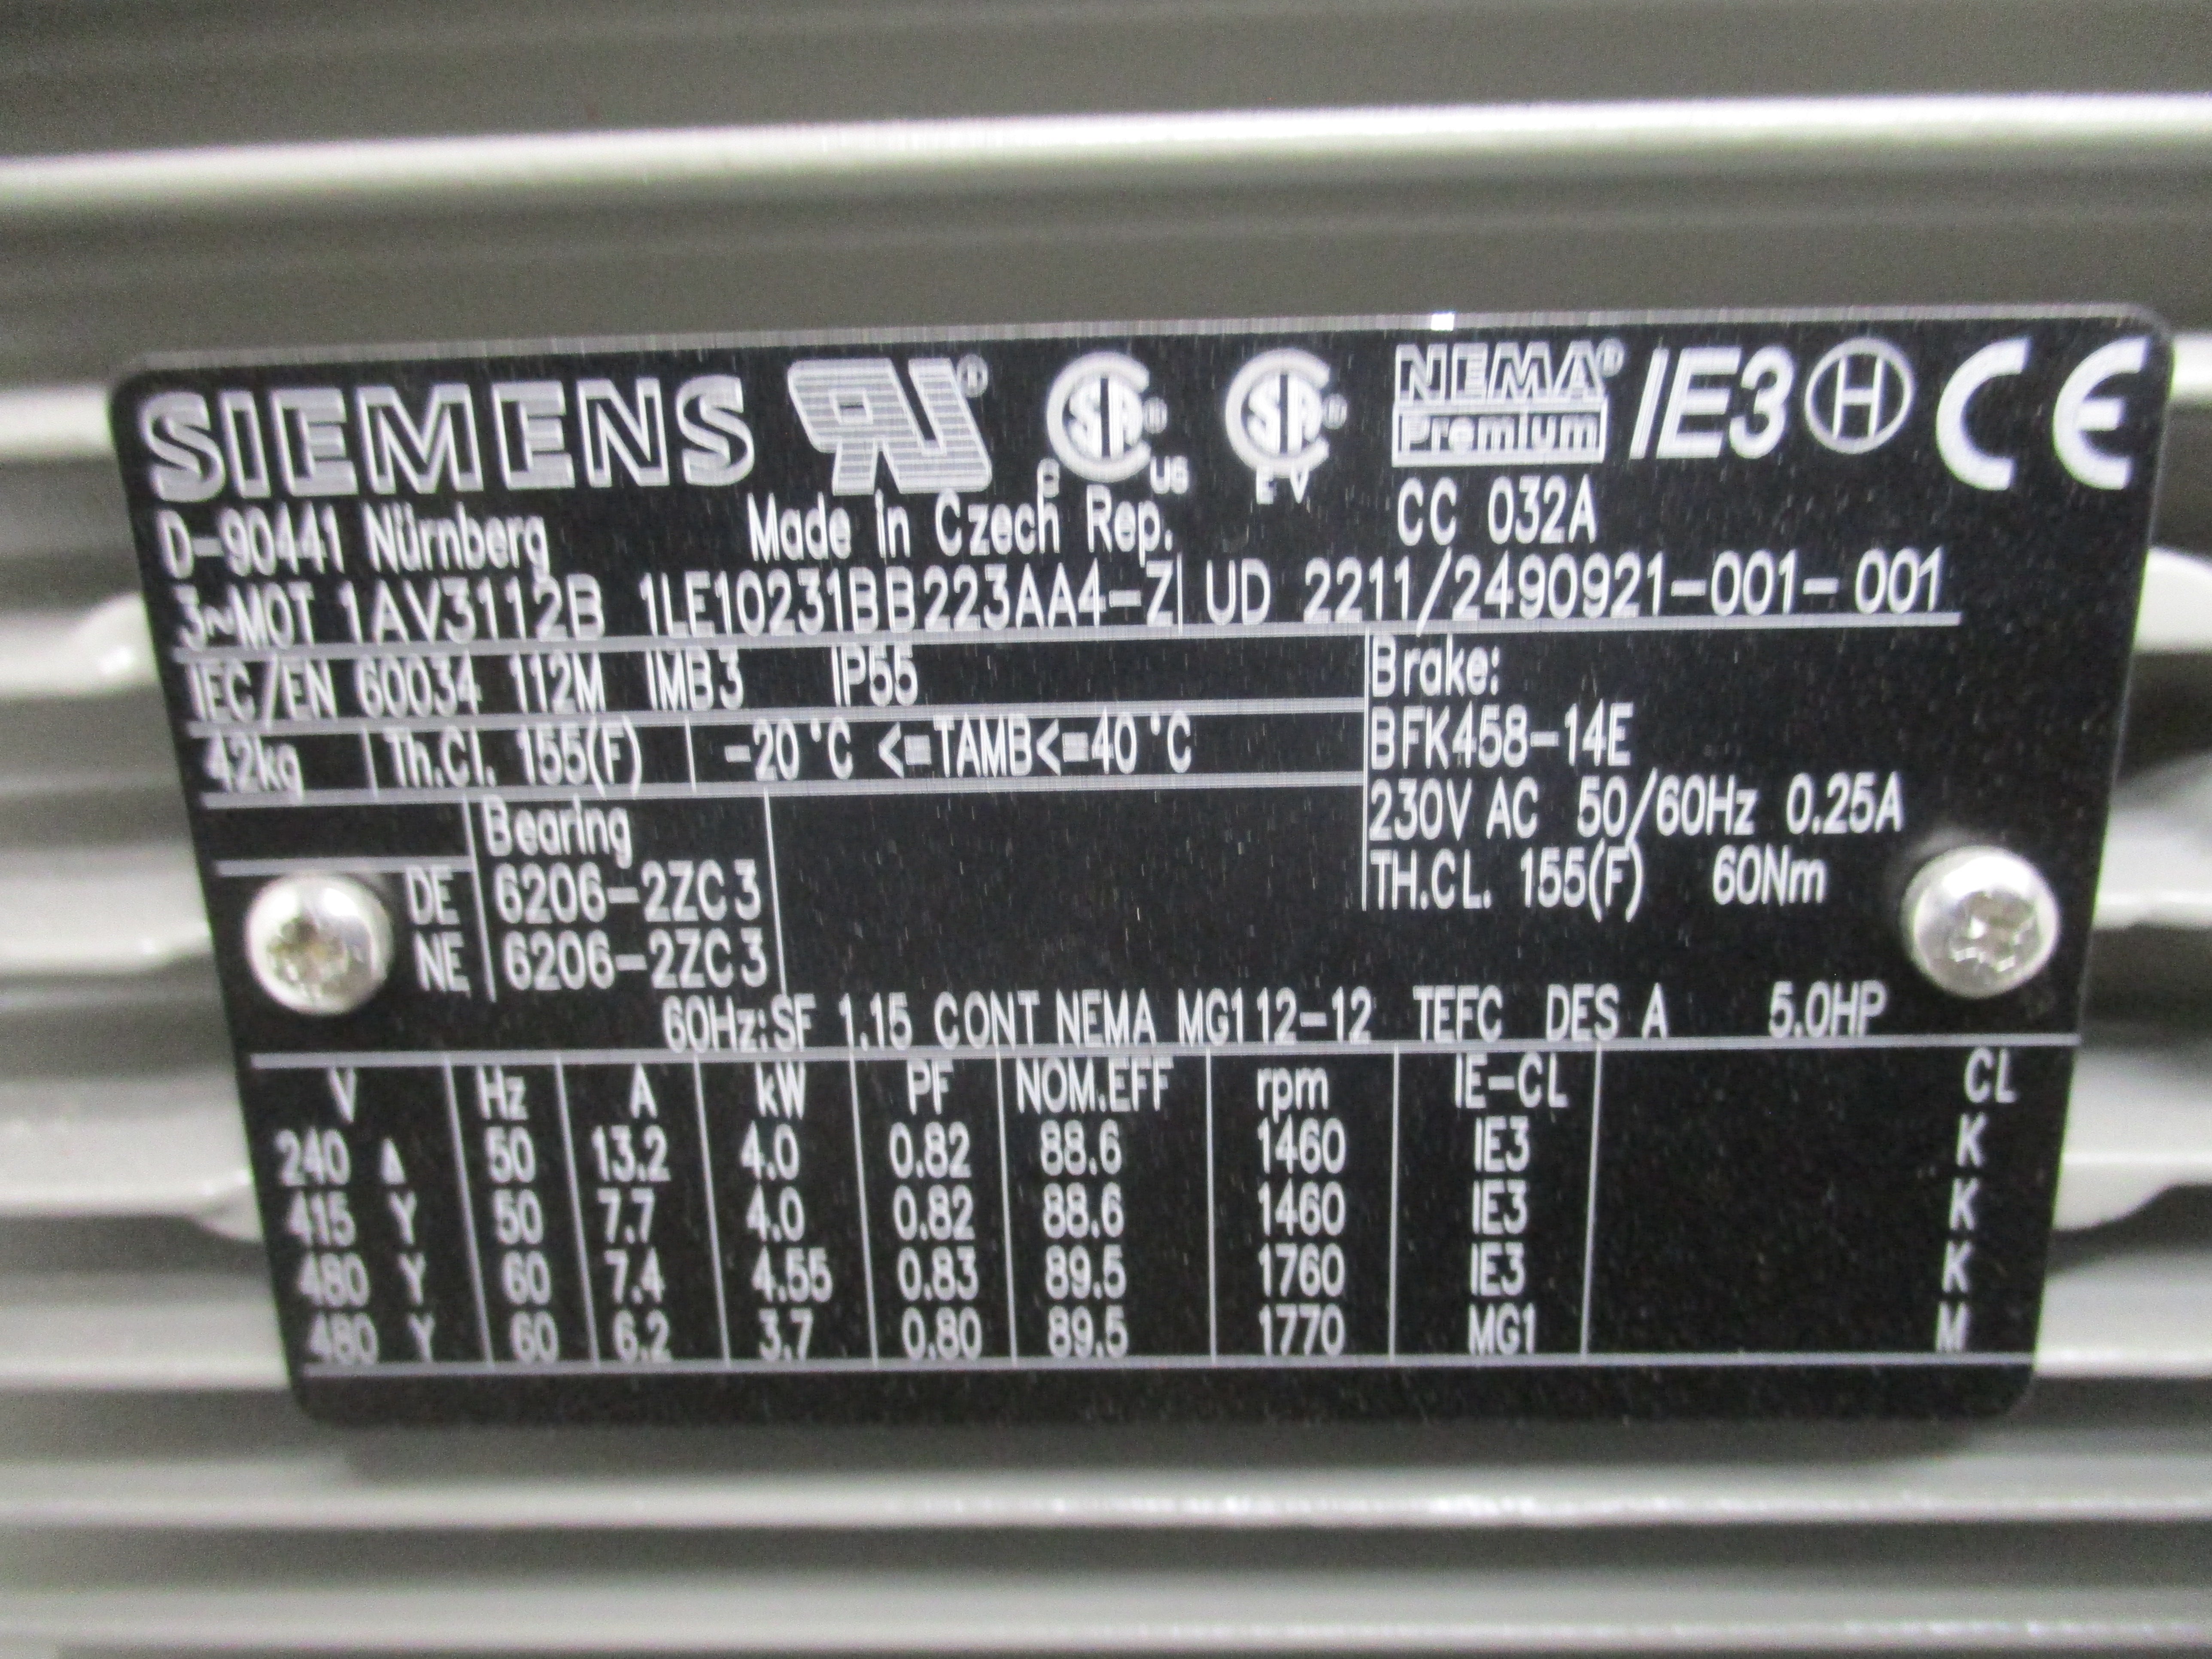 SIEMENS RU® CSA® C US CSA® E V NEMA® Premium IE3 H CE
D-90441 Nürnberg Made in Czech Rep. CC 032A
3~MOT 1AV3112B 1LE10231BB223AA4-Z UD 2211/2490921-001-001
IEC/EN 60034 112M IMB3 IP55
42kg Th.Cl. 155(F) -20°C <=TAMB<=40°C
Brake:
BFK458-14E
230V AC 50/60Hz 0.25A
TH.CL. 155(F) 60Nm
Bearing
DE 6206-2ZC3
NE 6206-2ZC3
60Hz:SF 1.15 CONT NEMA MG112-12 TEFC DES A 5.0HP
V Hz A kW PF NOM.EFF rpm IE-CL CL
240 Δ 50 13.2 4.0 0.82 88.6 1460 IE3 K
415 Y 50 7.7 4.0 0.82 88.6 1460 IE3 K
480 Y 60 7.4 4.55 0.83 89.5 1760 IE3 K
480 Y 60 6.2 3.7 0.80 89.5 1770 MG1 M